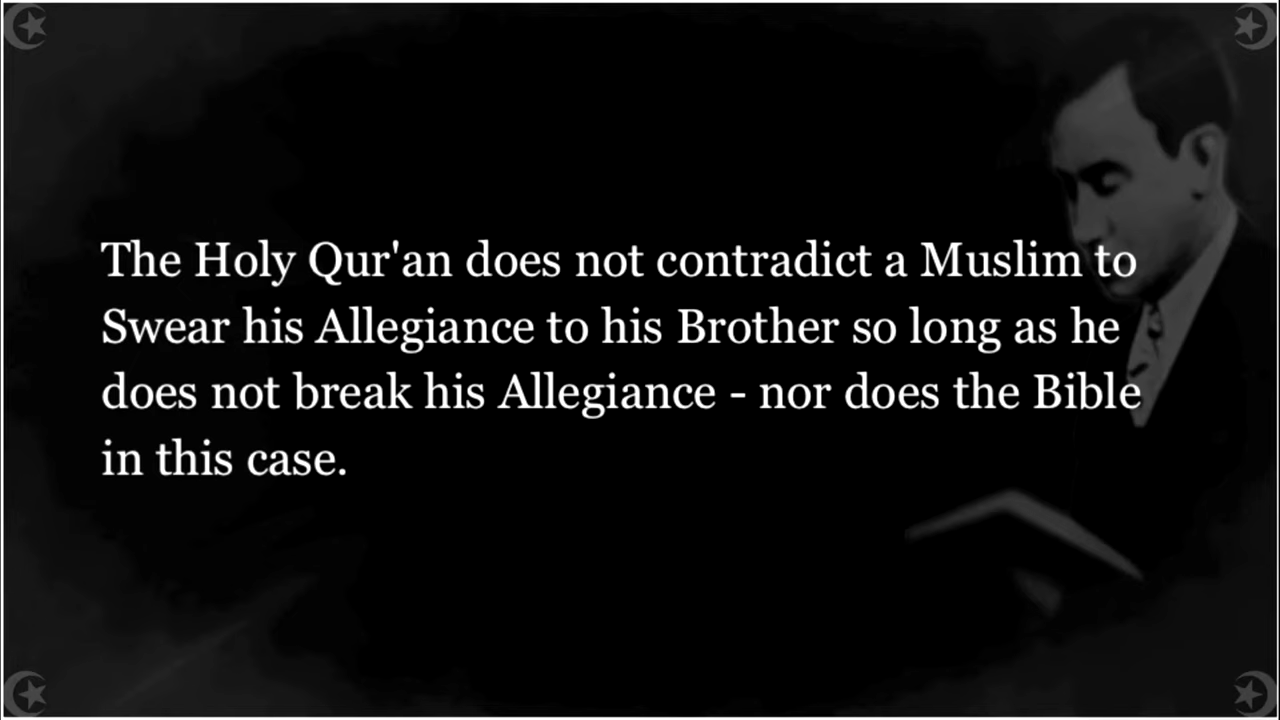 The Holy Qur'an does not contradict a Muslim to
Swear his Allegiance to his Brother so long as he
does not break his Allegiance - nor does the Bible
in this case.